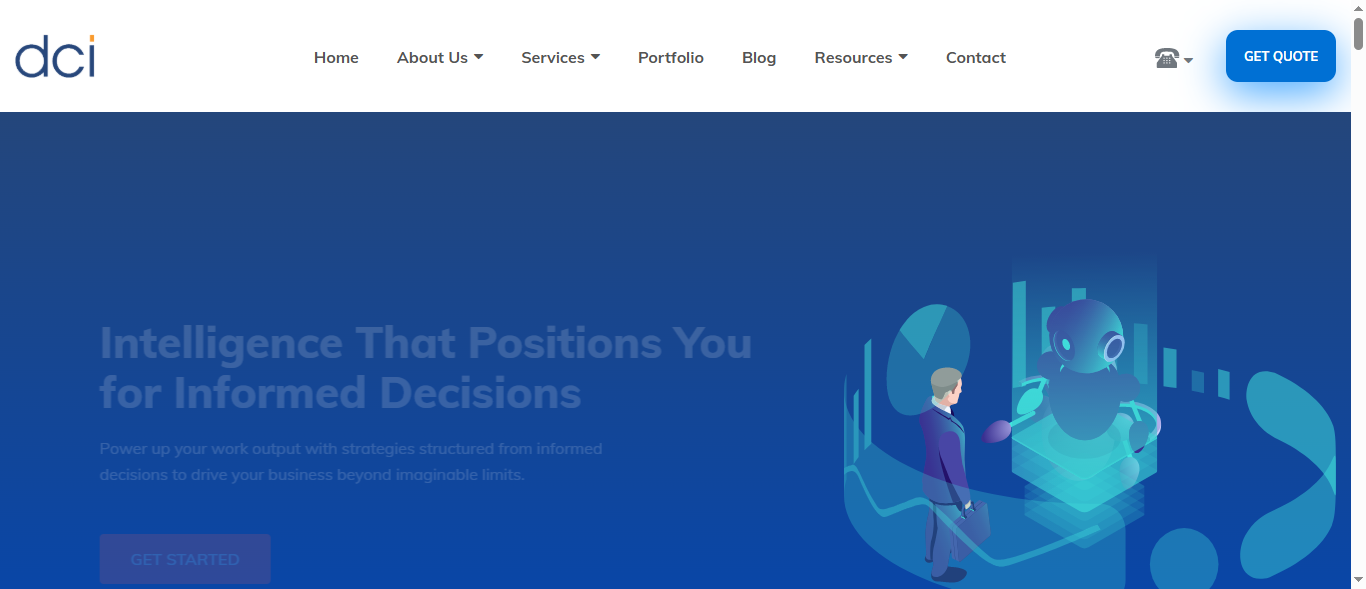 dci
Home
About Us
Services
Portfolio
Blog
Resources
Contact
GET QUOTE
Intelligence That Positions You
for Informed Decisions
Power up your work output with strategies structured from informed
decisions to drive your business beyond imaginable limits.
GET STARTED